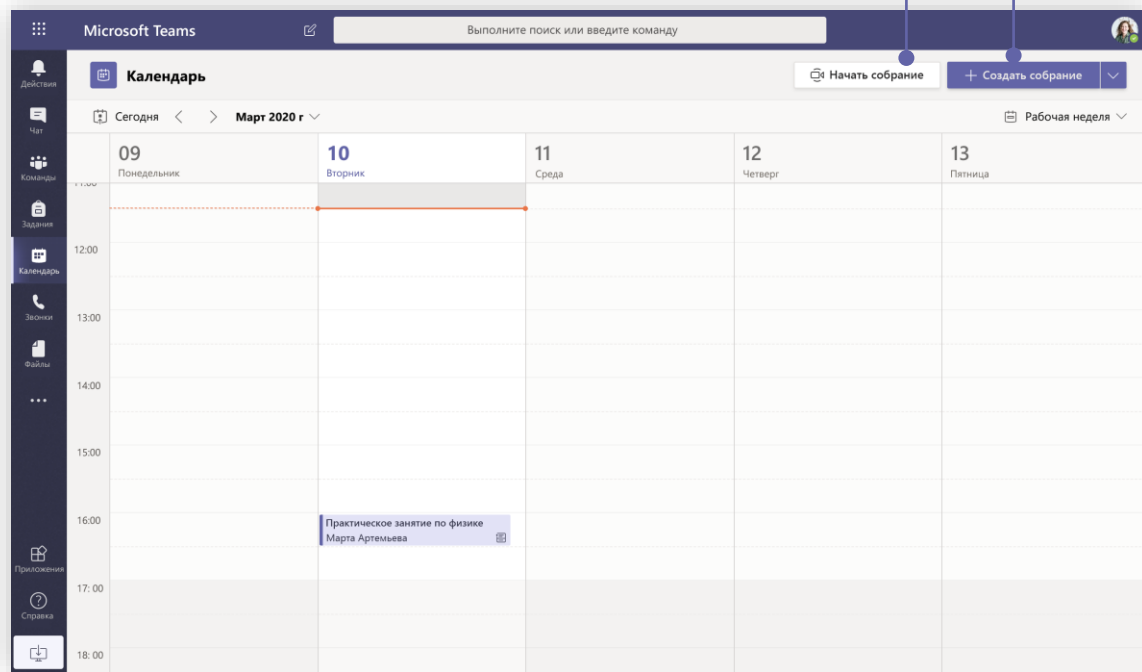 Microsoft Teams
Выполните поиск или введите команду
Действия
Чат
Команды
Задания
Календарь
Звонки
Файлы
Приложения
Справка
Календарь
Начать собрание
Создать собрание
Сегодня
Март 2020 г
Рабочая неделя
09
Понедельник
10
Вторник
11
Среда
12
Четверг
13
Пятница
11:00
12:00
13:00
14:00
15:00
16:00
Практическое занятие по физике
Марта Артемьева
17: 00
18: 00